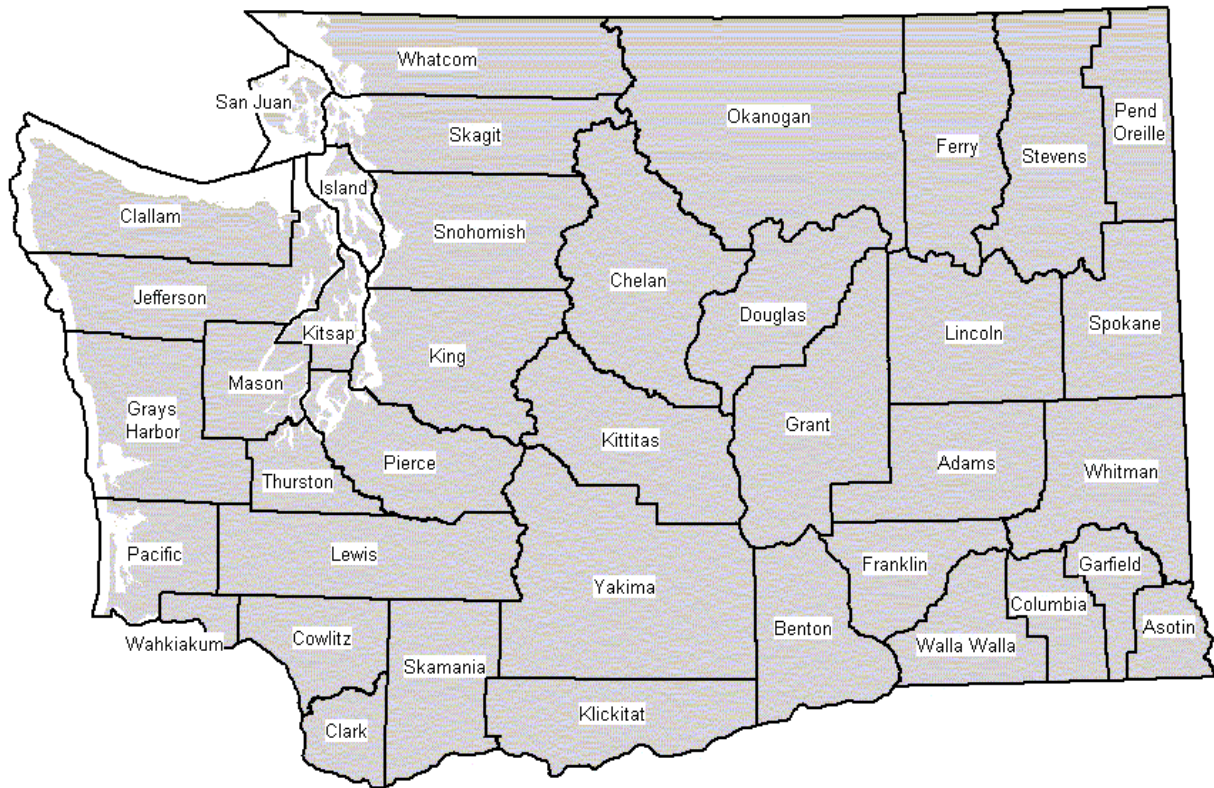 Whatcom
San Juan
Skagit
Okanogan
Ferry
Stevens
Pend
Oreille
Island
Clallam
Snohomish
Chelan
Jefferson
Kitsap
Douglas
Lincoln
Spokane
King
Mason
Grays
Harbor
Kittitas
Grant
Pierce
Thurston
Adams
Whitman
Pacific
Lewis
Yakima
Franklin
Garfield
Columbia
Benton
Asotin
Wahkiakum
Cowlitz
Skamania
Walla Walla
Klickitat
Clark